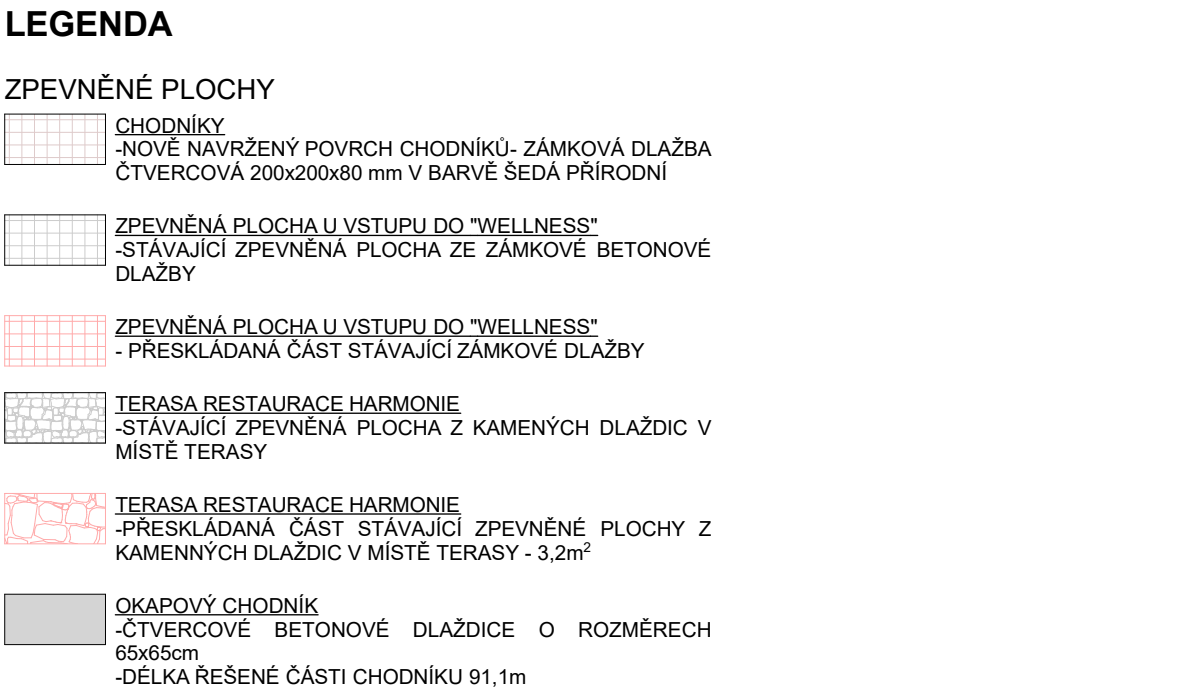 LEGENDA
ZPEVNĚNÉ PLOCHY
CHODNÍKY
-NOVĚ NAVRŽENÝ POVRCH CHODNÍKŮ- ZÁMKOVÁ DLAŽBA
ČTVERCOVÁ 200x200x80 mm V BARVĚ ŠEDÁ PŘÍRODNÍ
ZPEVNĚNÁ PLOCHA U VSTUPU DO "WELLNESS"
-STÁVAJÍCÍ ZPEVNĚNÁ PLOCHA ZE ZÁMKOVÉ BETONOVÉ
DLAŽBY
ZPEVNĚNÁ PLOCHA U VSTUPU DO "WELLNESS"
- PŘESKLÁDANÁ ČÁST STÁVAJÍCÍ ZÁMKOVÉ DLAŽBY
TERASA RESTAURACE HARMONIE
-STÁVAJÍCÍ ZPEVNĚNÁ PLOCHA Z KAMENÝCH DLAŽDIC V
MÍSTĚ TERASY
TERASA RESTAURACE HARMONIE
-PŘESKLÁDANÁ ČÁST STÁVAJÍCÍ ZPEVNĚNÉ PLOCHY Z
KAMENNÝCH DLAŽDIC V MÍSTĚ TERASY - 3,2m²
OKAPOVÝ CHODNÍK
-ČTVERCOVÉ BETONOVÉ DLAŽDICE O ROZMĚRECH
65x65cm
-DÉLKA ŘEŠENÉ ČÁSTI CHODNÍKU 91,1m